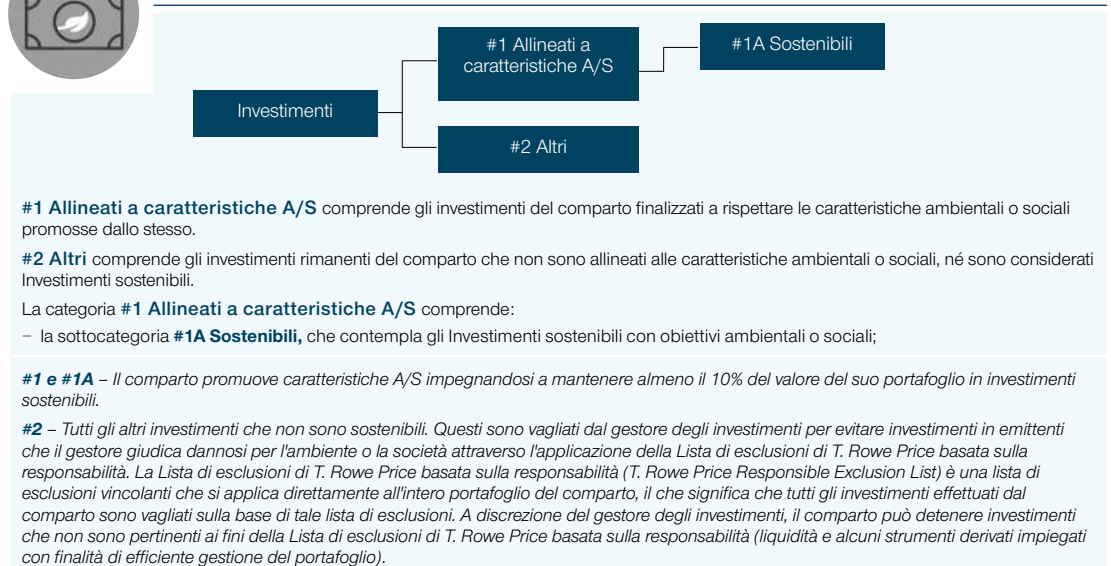 #1 Allineati a
caratteristiche A/S
#1A Sostenibili
Investimenti
#2 Altri
#1 Allineati a caratteristiche A/S comprende gli investimenti del comparto finalizzati a rispettare le caratteristiche ambientali o sociali
promosse dallo stesso.
#2 Altri comprende gli investimenti rimanenti del comparto che non sono allineati alle caratteristiche ambientali o sociali, né sono considerati
Investimenti sostenibili.
La categoria #1 Allineati a caratteristiche A/S comprende:
– la sottocategoria #1A Sostenibili, che contempla gli Investimenti sostenibili con obiettivi ambientali o sociali;
#1 e #1A – Il comparto promuove caratteristiche A/S impegnandosi a mantenere almeno il 10% del valore del suo portafoglio in investimenti
sostenibili.
#2 – Tutti gli altri investimenti che non sono sostenibili. Questi sono vagliati dal gestore degli investimenti per evitare investimenti in emittenti
che il gestore giudica dannosi per l'ambiente o la società attraverso l'applicazione della Lista di esclusioni di T. Rowe Price basata sulla
responsabilità. La Lista di esclusioni di T. Rowe Price basata sulla responsabilità (T. Rowe Price Responsible Exclusion List) è una lista di
esclusioni vincolanti che si applica direttamente all'intero portafoglio del comparto, il che significa che tutti gli investimenti effettuati dal
comparto sono vagliati sulla base di tale lista di esclusioni. A discrezione del gestore degli investimenti, il comparto può detenere investimenti
che non sono pertinenti ai fini della Lista di esclusioni di T. Rowe Price basata sulla responsabilità (liquidità e alcuni strumenti derivati impiegati
con finalità di efficiente gestione del portafoglio).